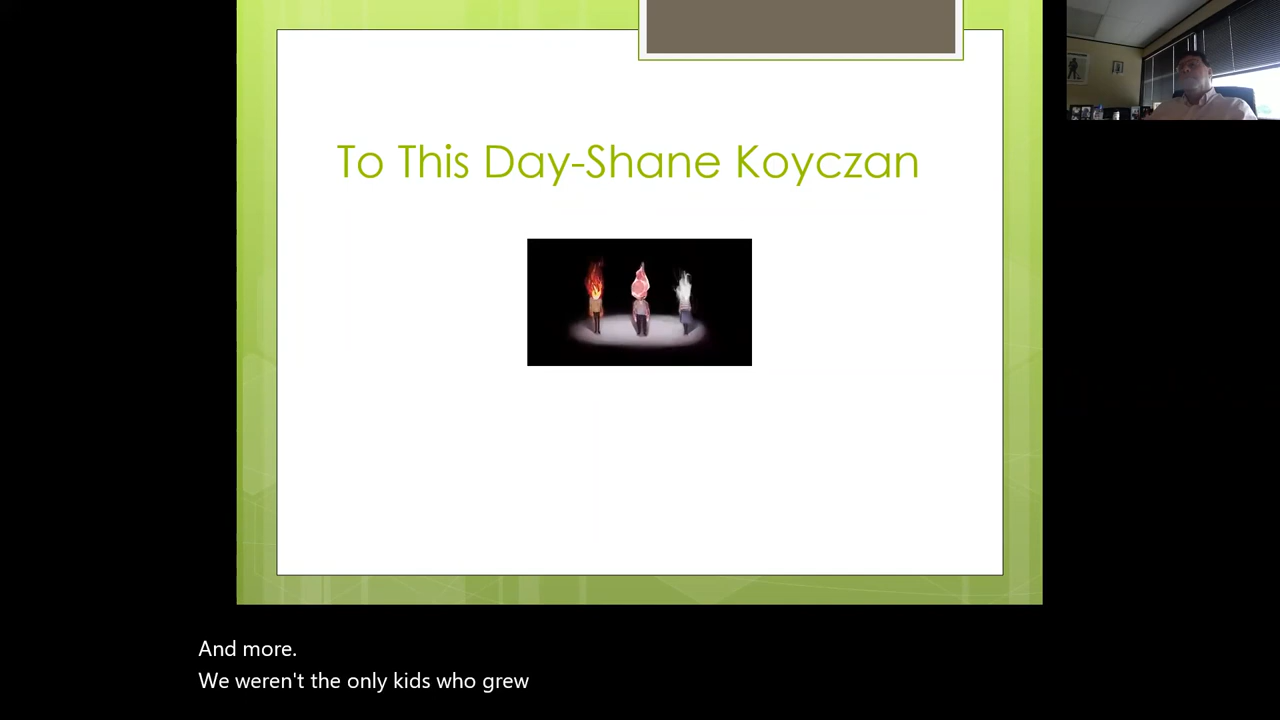 To This Day-Shane Koyczan
And more.
We weren't the only kids who grew